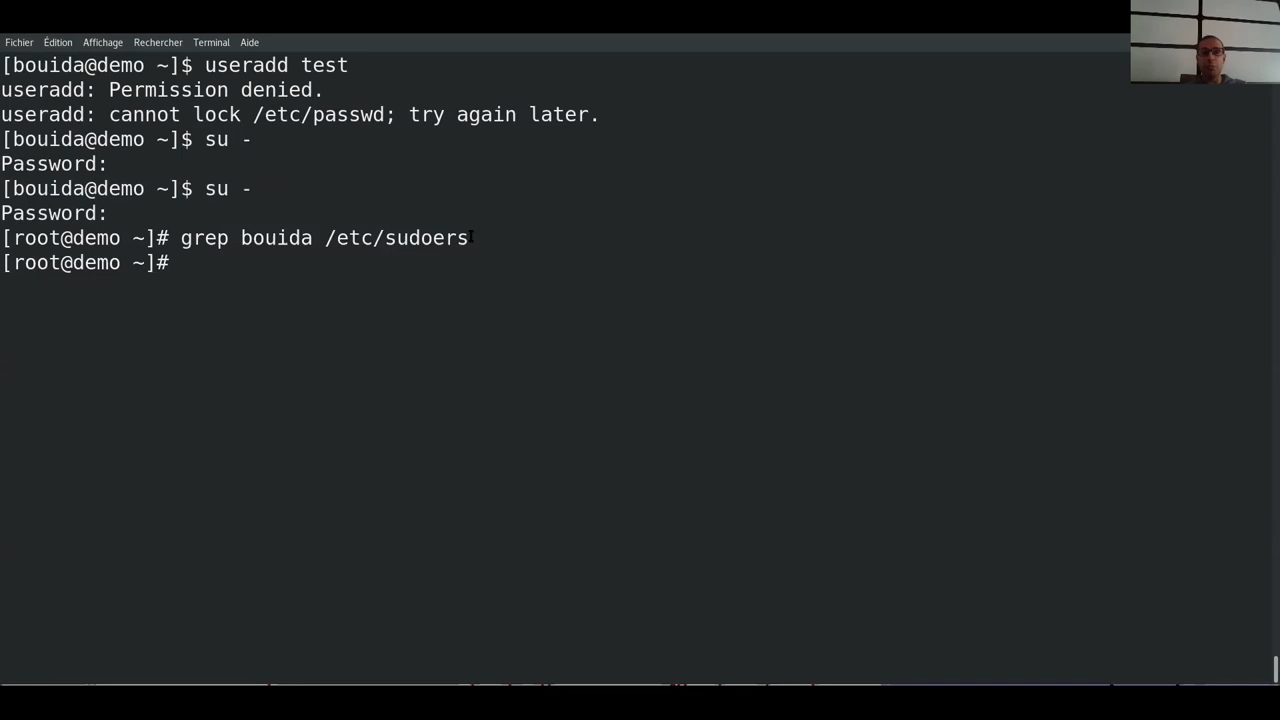 Fichier Édition Affichage Rechercher Terminal Aide
[bouida@demo ~]$ useradd test
useradd: Permission denied.
useradd: cannot lock /etc/passwd; try again later.
[bouida@demo ~]$ su -
Password:
[bouida@demo ~]$ su -
Password:
[root@demo ~]# grep bouida /etc/sudoers
[root@demo ~]#